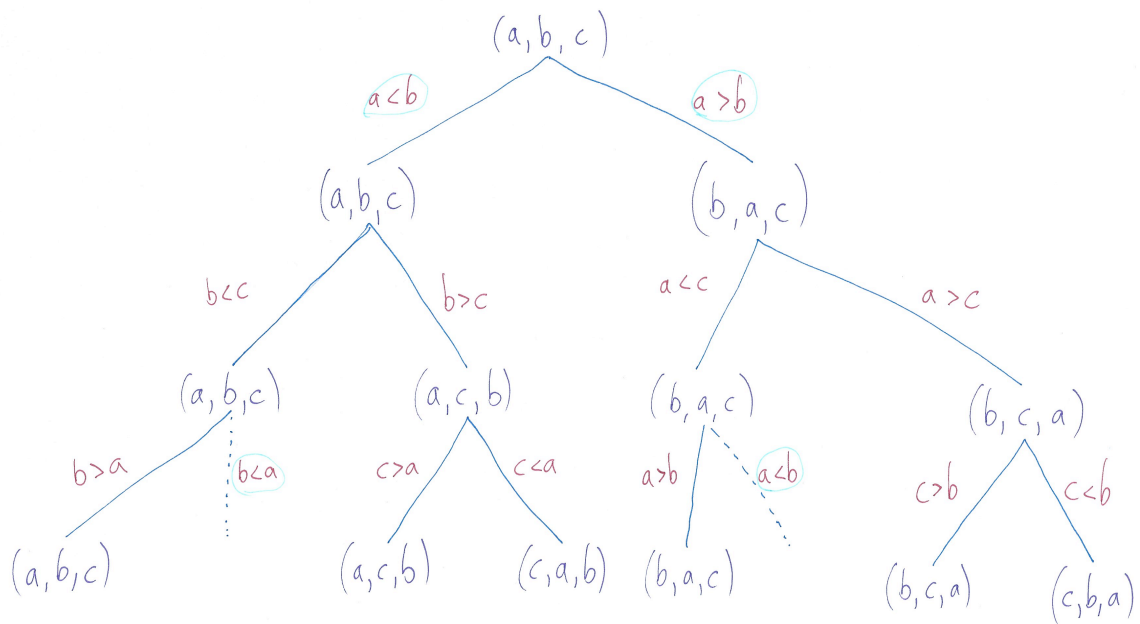 (a, b, c)
a < b
a > b
(a, b, c)
(b, a, c)
b < c
b > c
a < c
a > c
(a, b, c)
(a, c, b)
(b, a, c)
(b, c, a)
b > a
b < a
c > a
c < a
a > b
a < b
c > b
c < b
(a, b, c)
(a, c, b)
(c, a, b)
(b, a, c)
(b, c, a)
(c, b, a)